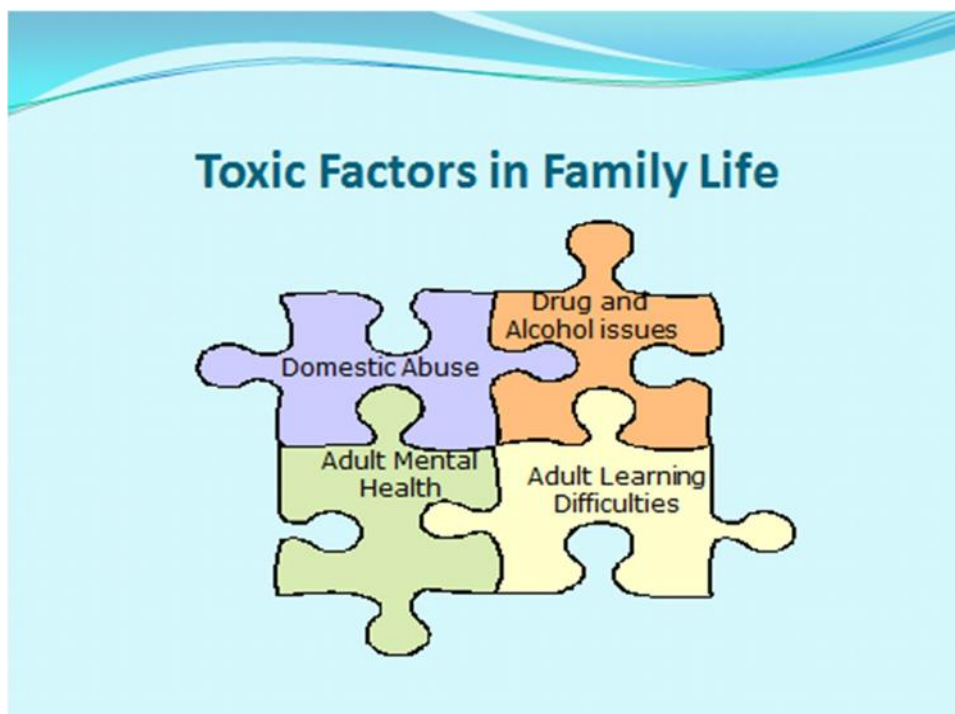 Toxic Factors in Family Life
Domestic Abuse
Drug and
Alcohol issues
Adult Mental
Health
Adult Learning
Difficulties